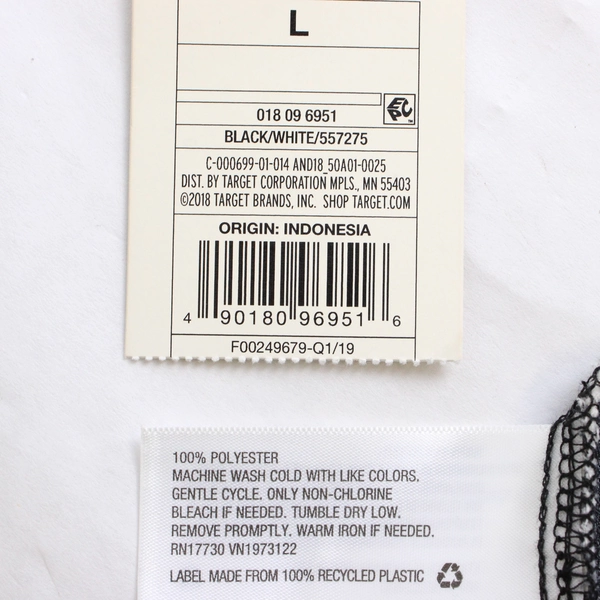 L
EPC
018 09 6951
BLACK/WHITE/557275
C-000699-01-014 AND18_50A01-0025
DIST. BY TARGET CORPORATION MPLS., MN 55403
©2018 TARGET BRANDS, INC. SHOP TARGET.COM
ORIGIN: INDONESIA
4 90180 96951 6
F00249679-Q1/19
100% POLYESTER
MACHINE WASH COLD WITH LIKE COLORS.
GENTLE CYCLE. ONLY NON-CHLORINE
BLEACH IF NEEDED. TUMBLE DRY LOW.
REMOVE PROMPTLY. WARM IRON IF NEEDED.
RN17730 VN1973122
LABEL MADE FROM 100% RECYCLED PLASTIC